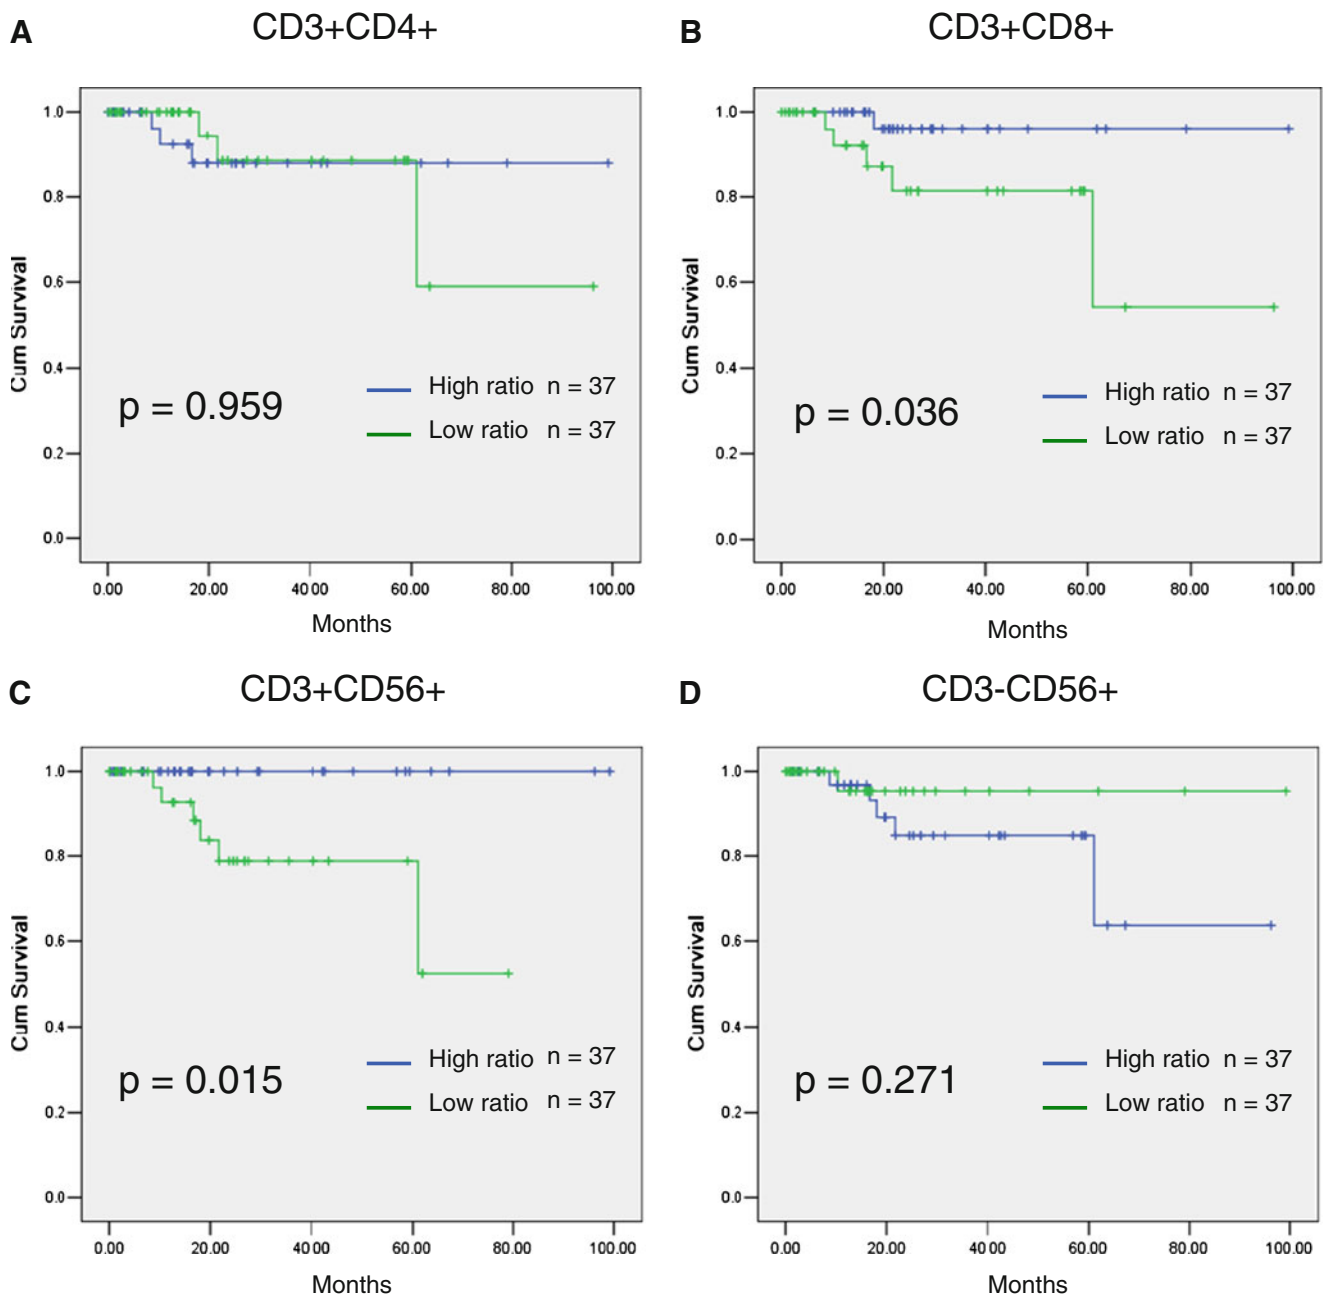 A
CD3+CD4+
1.0
0.8
0.6
0.4
0.2
0.0
Cum Survival
p = 0.959
High ratio n = 37
Low ratio n = 37
0.00 20.00 40.00 60.00 80.00 100.00
Months
B
CD3+CD8+
1.0
0.8
0.6
0.4
0.2
0.0
Cum Survival
p = 0.036
High ratio n = 37
Low ratio n = 37
0.00 20.00 40.00 60.00 80.00 100.00
Months
C
CD3+CD56+
1.0
0.8
0.6
0.4
0.2
0.0
Cum Survival
p = 0.015
High ratio n = 37
Low ratio n = 37
0.00 20.00 40.00 60.00 80.00 100.00
Months
D
CD3-CD56+
1.0
0.8
0.6
0.4
0.2
0.0
Cum Survival
p = 0.271
High ratio n = 37
Low ratio n = 37
0.00 20.00 40.00 60.00 80.00 100.00
Months